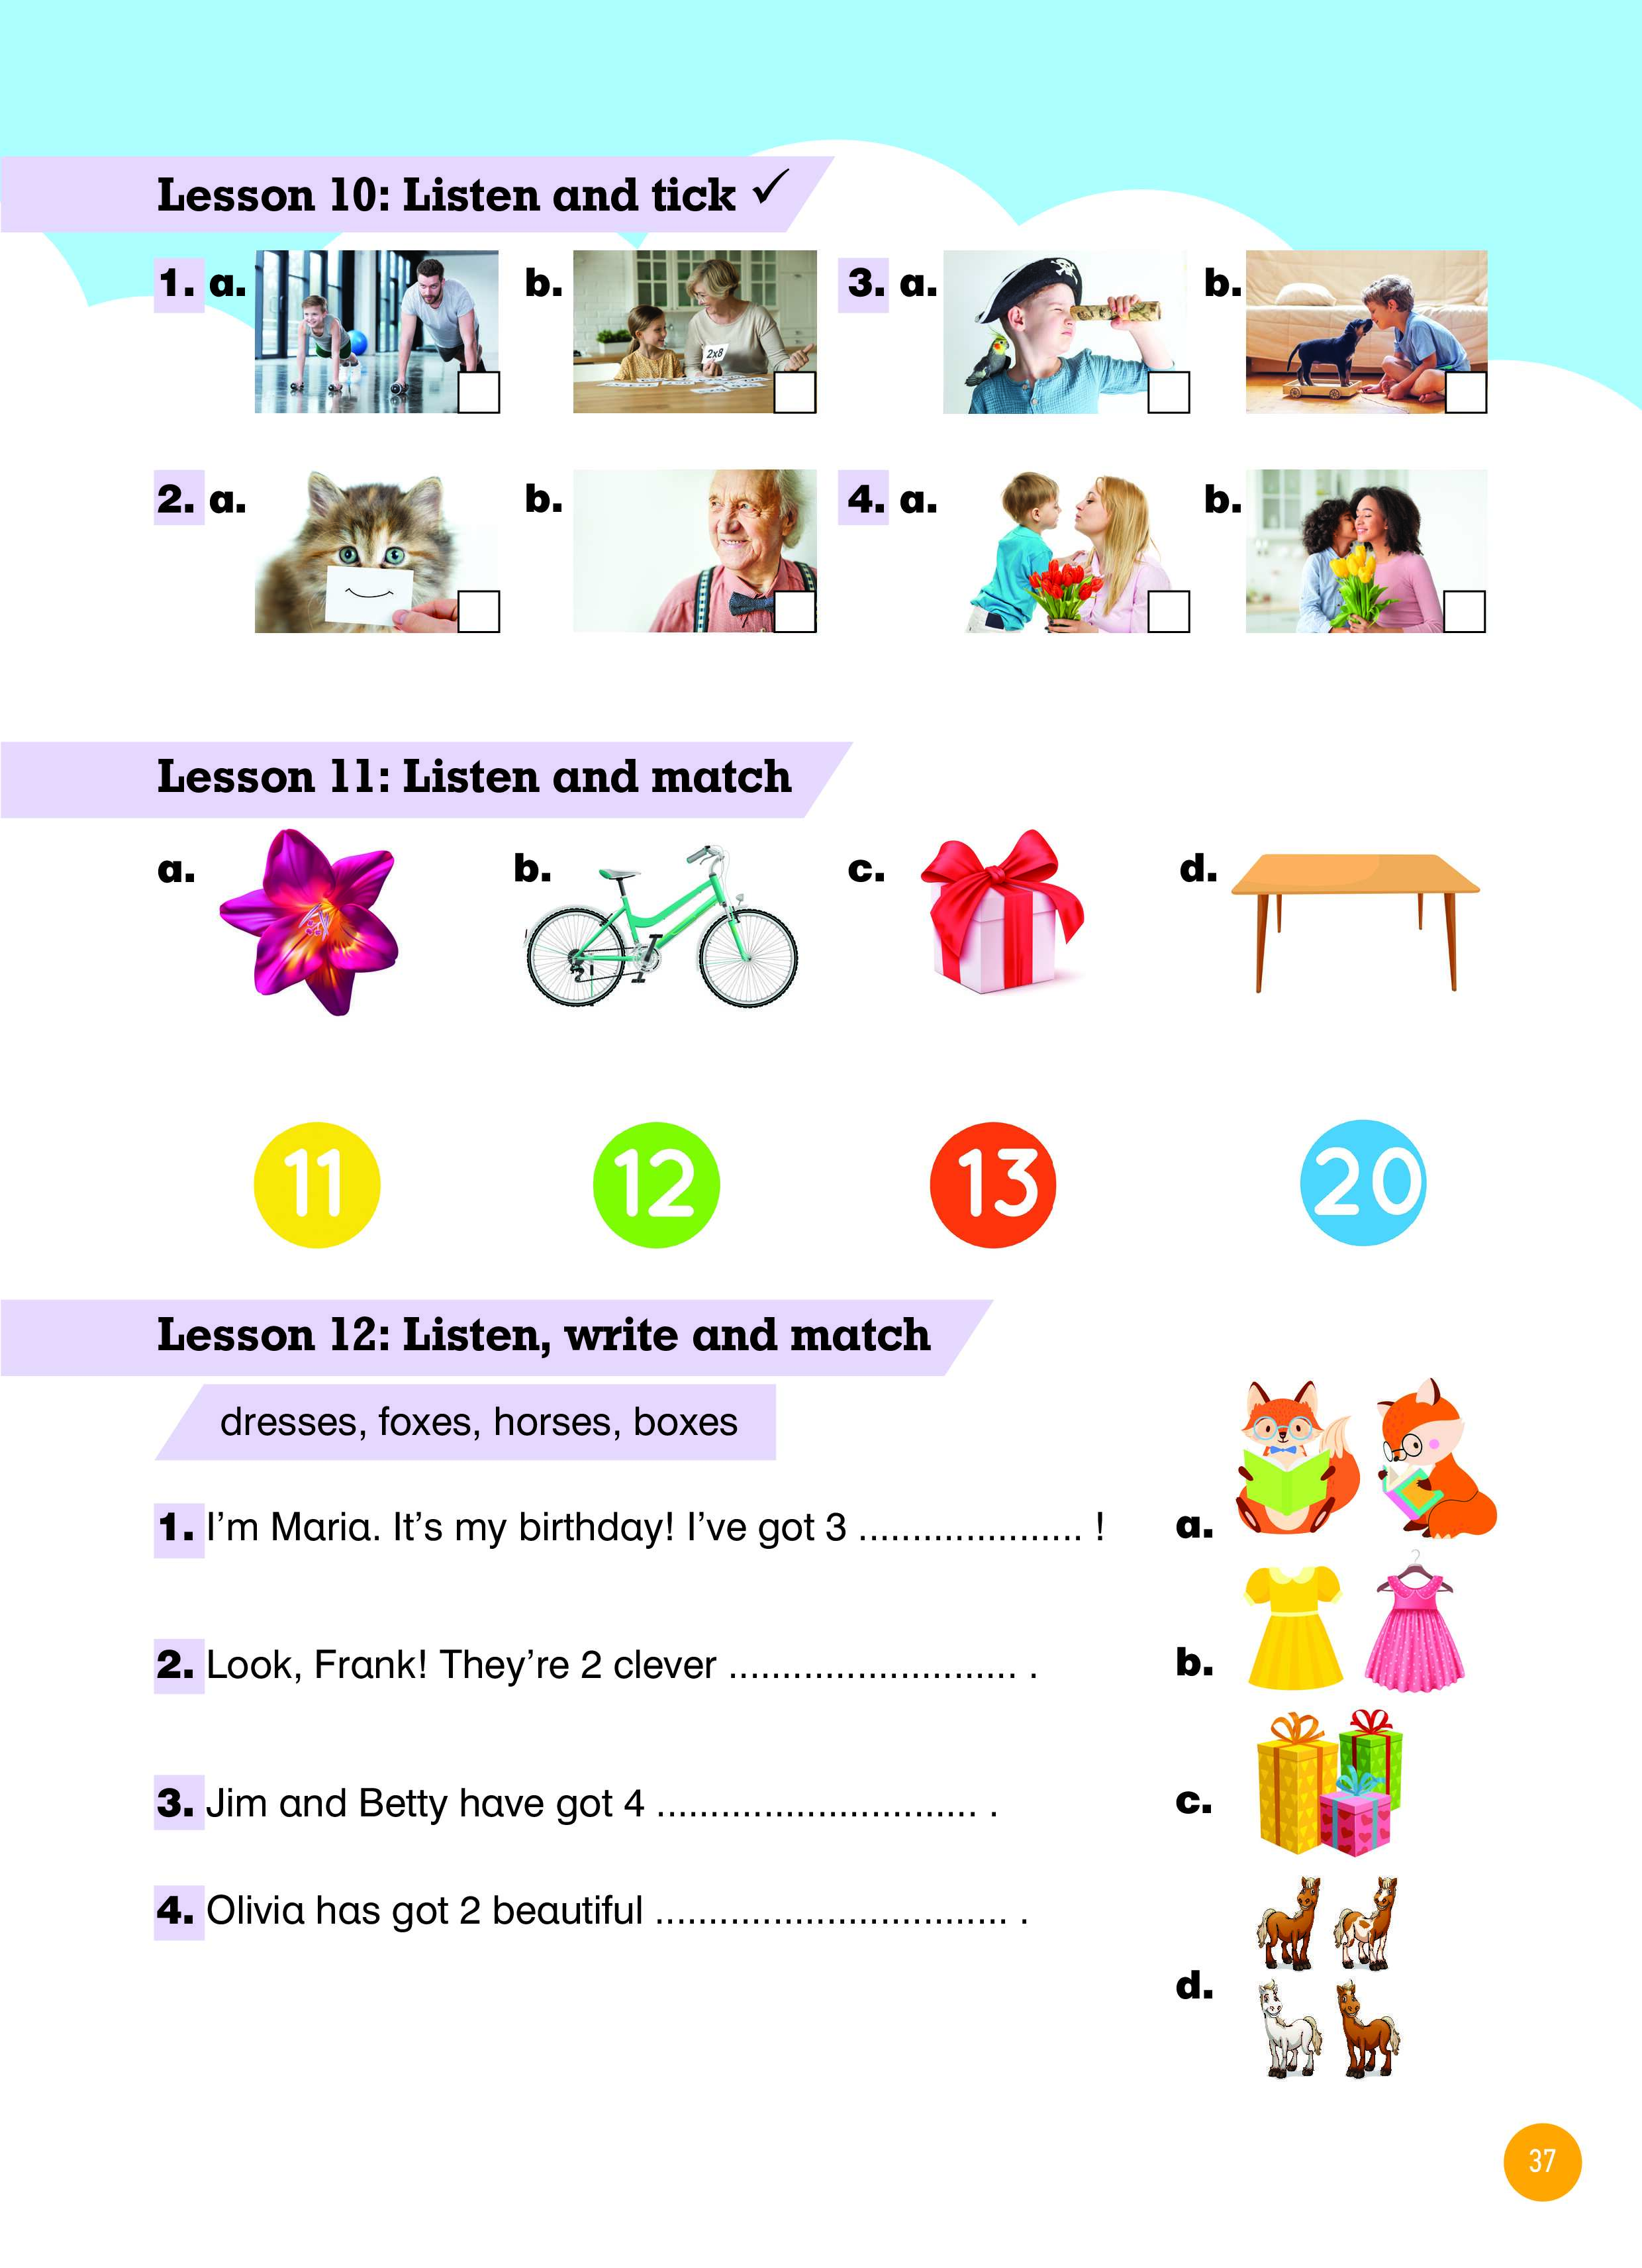 Lesson 10: Listen and tick ✓
1. a. b. 3. a. b.
2x8
2. a. b. 4. a. b.
Lesson 11: Listen and match
a. b. c. d.
11 12 13 20
Lesson 12: Listen, write and match
dresses, foxes, horses, boxes
1. I'm Maria. It's my birthday! I've got 3 ..................... !
a.
2. Look, Frank! They're 2 clever ........................... .
b.
3. Jim and Betty have got 4 .............................. .
c.
4. Olivia has got 2 beautiful ................................. .
d.
37